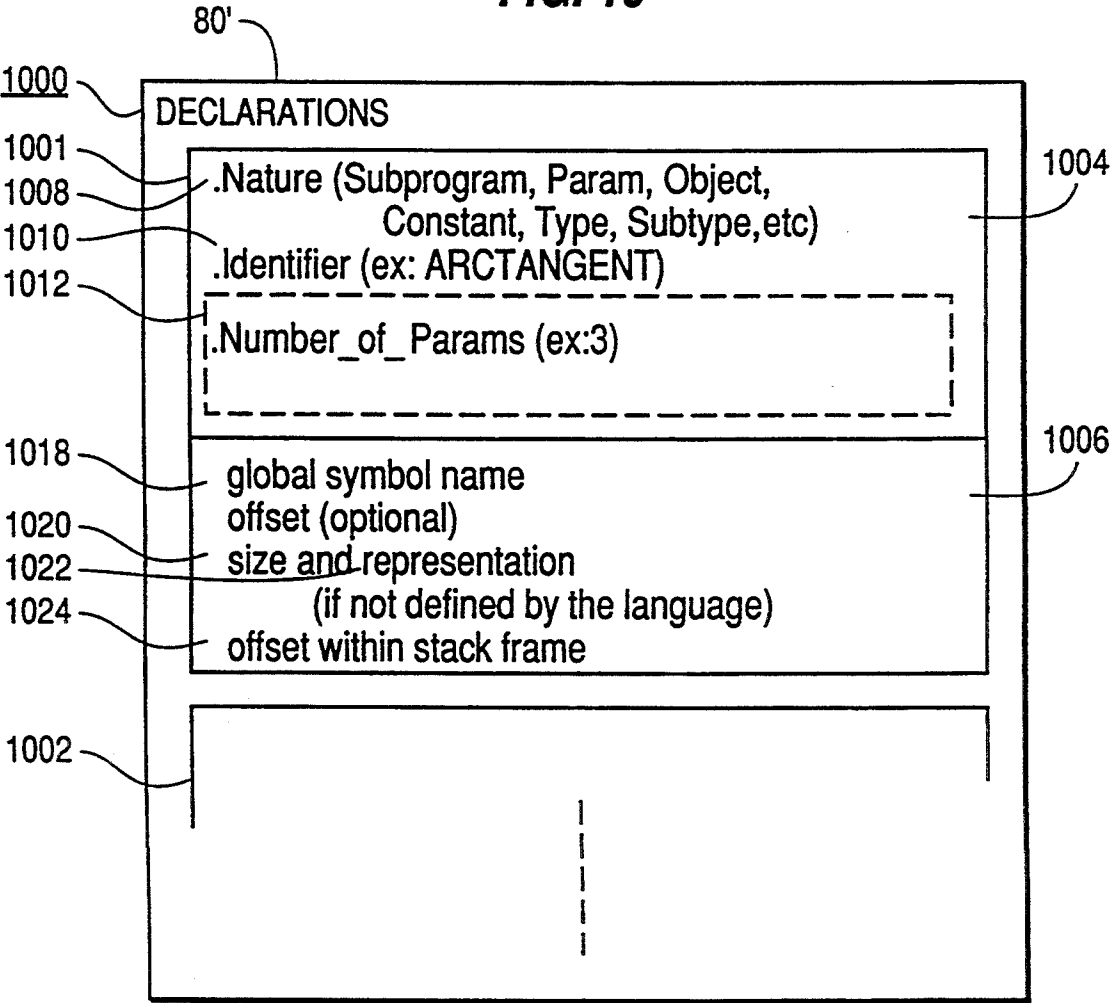 80'
1000
DECLARATIONS
1001
1008
.Nature (Subprogram, Param, Object,
Constant, Type, Subtype, etc)
1004
1010
.Identifier (ex: ARCTANGENT)
1012
.Number_of_Params (ex:3)
1018
global symbol name
1006
offset (optional)
1020
size and representation
1022
(if not defined by the language)
1024
offset within stack frame
1002